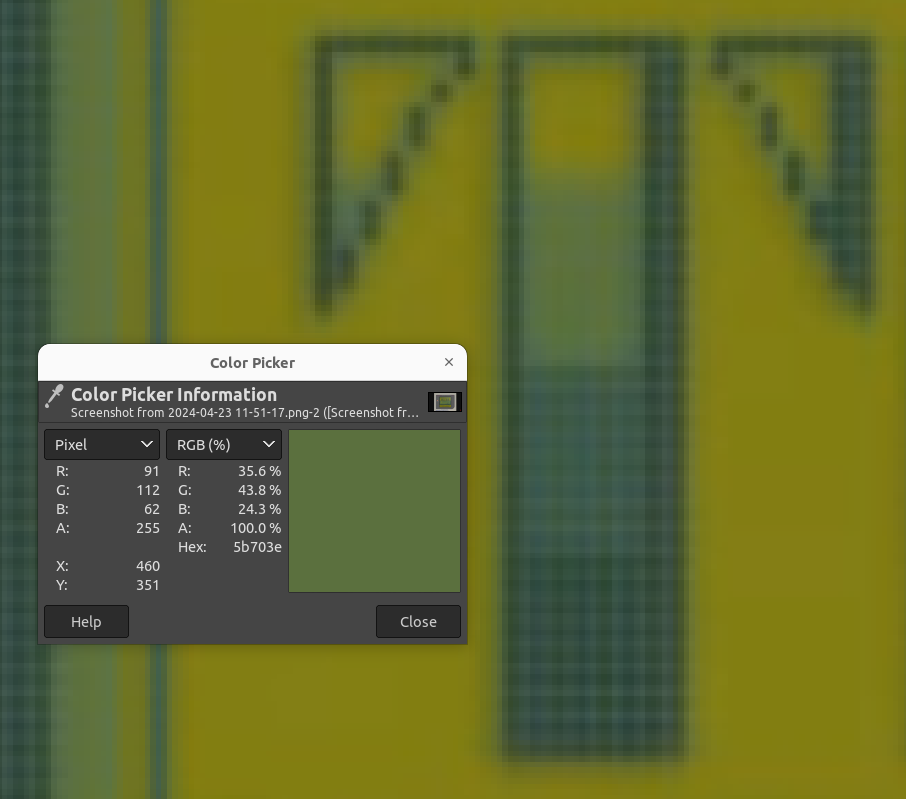 Color Picker
Color Picker Information
Screenshot from 2024-04-23 11-51-17.png-2 ([Screenshot fr…
Pixel RGB (%)
R: 91 R: 35.6 %
G: 112 G: 43.8 %
B: 62 B: 24.3 %
A: 255 A: 100.0 %
Hex: 5b703e
X: 460
Y: 351
Help Close